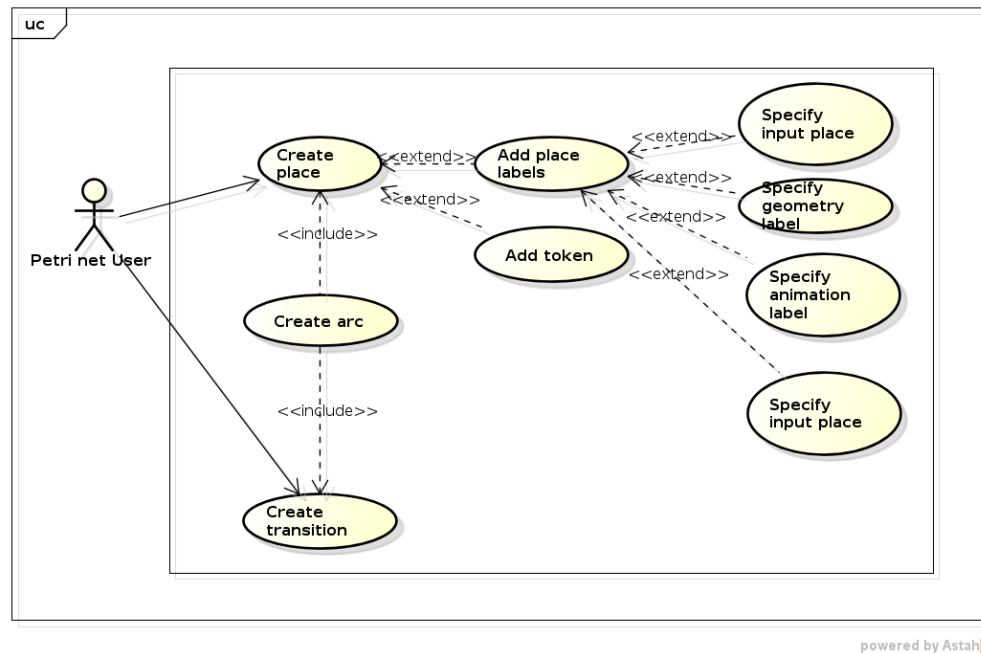 uc
Petri net User
Create
place
<<extend>>
Add place
labels
<<extend>>
Specify
input place
<<extend>>
Specify
geometry
label
<<extend>>
Add token
<<extend>>
Specify
animation
label
<<include>>
<<extend>>
Create arc
Specify
input place
<<include>>
Create
transition
powered by Astah